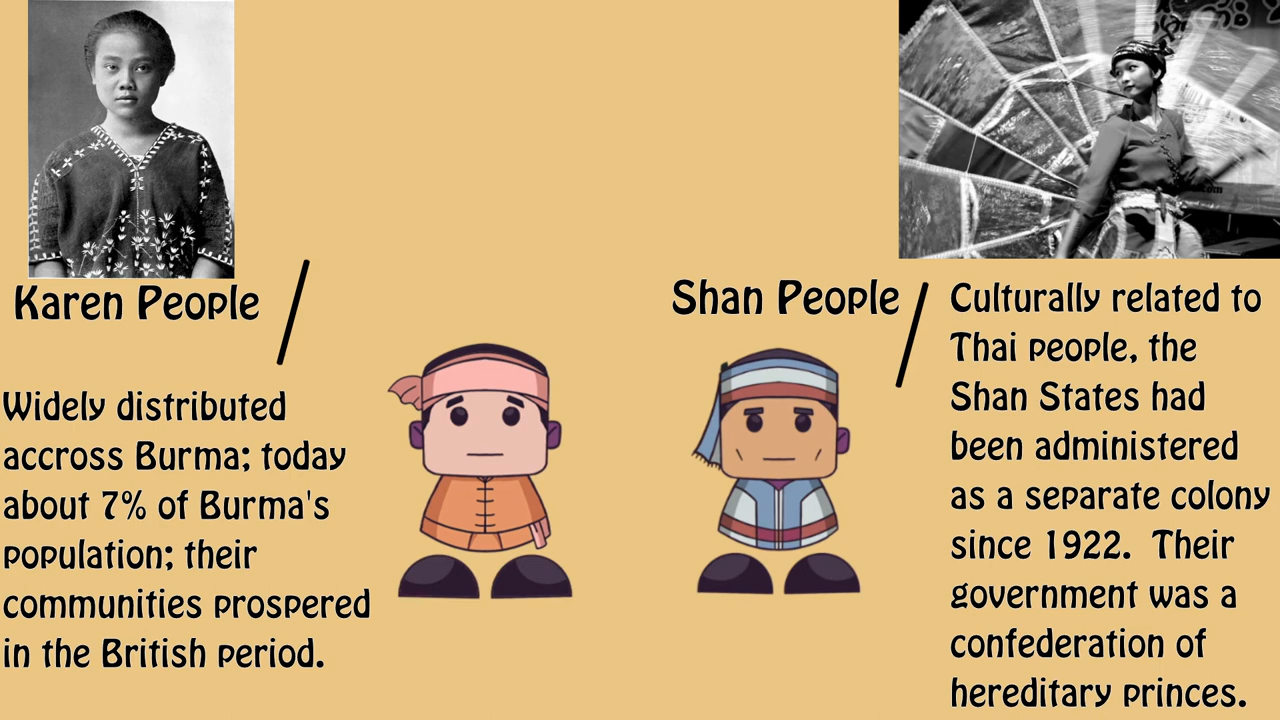 Karen People
Widely distributed
accross Burma; today
about 7% of Burma's
population; their
communities prospered
in the British period.
Shan People
Culturally related to
Thai people, the
Shan States had
been administered
as a separate colony
since 1922. Their
government was a
confederation of
hereditary princes.